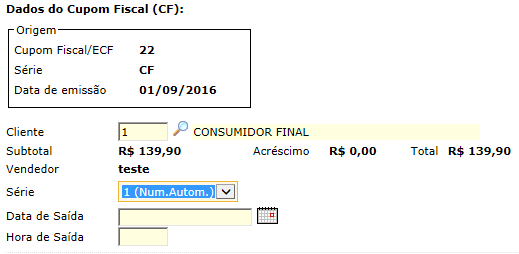 Dados do Cupom Fiscal (CF):
Origem
Cupom Fiscal/ECF 22
Série CF
Data de emissão 01/09/2016
Cliente 1 CONSUMIDOR FINAL
Subtotal R$ 139,90 Acréscimo R$ 0,00 Total R$ 139,90
Vendedor teste
Série 1 (Num.Autom.)
Data de Saída
Hora de Saída